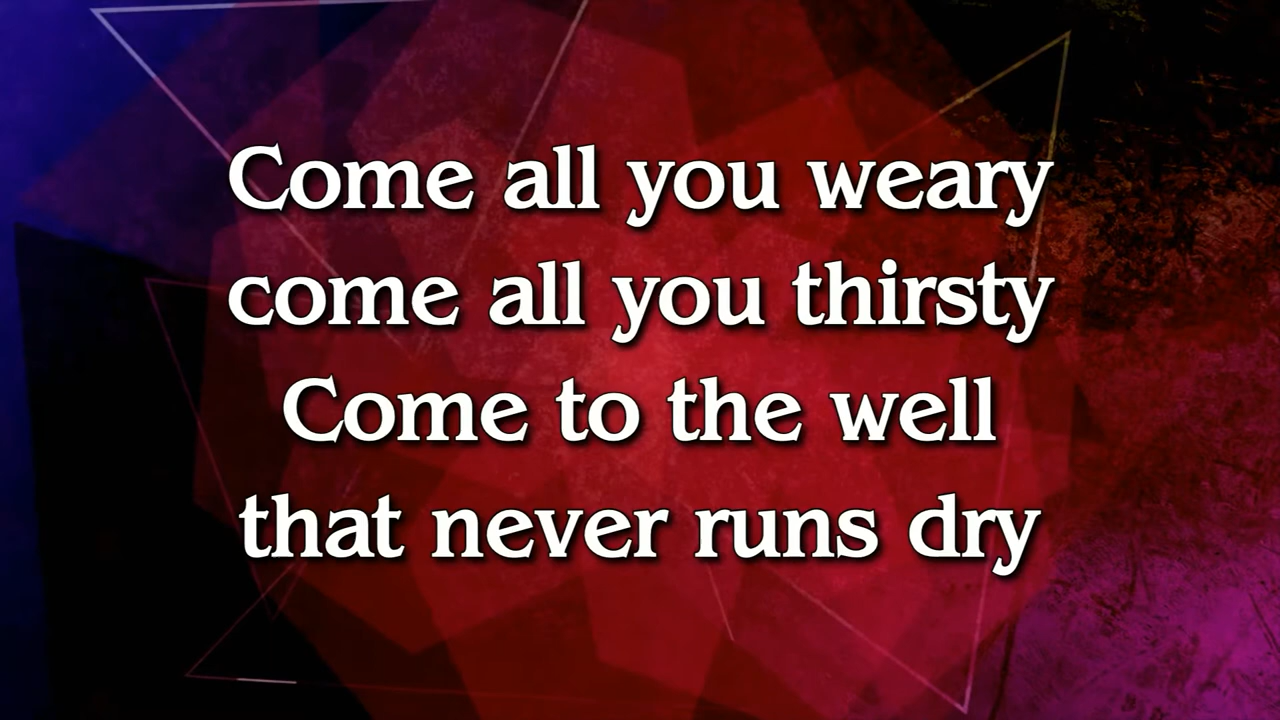 Come all you weary
come all you thirsty
Come to the well
that never runs dry